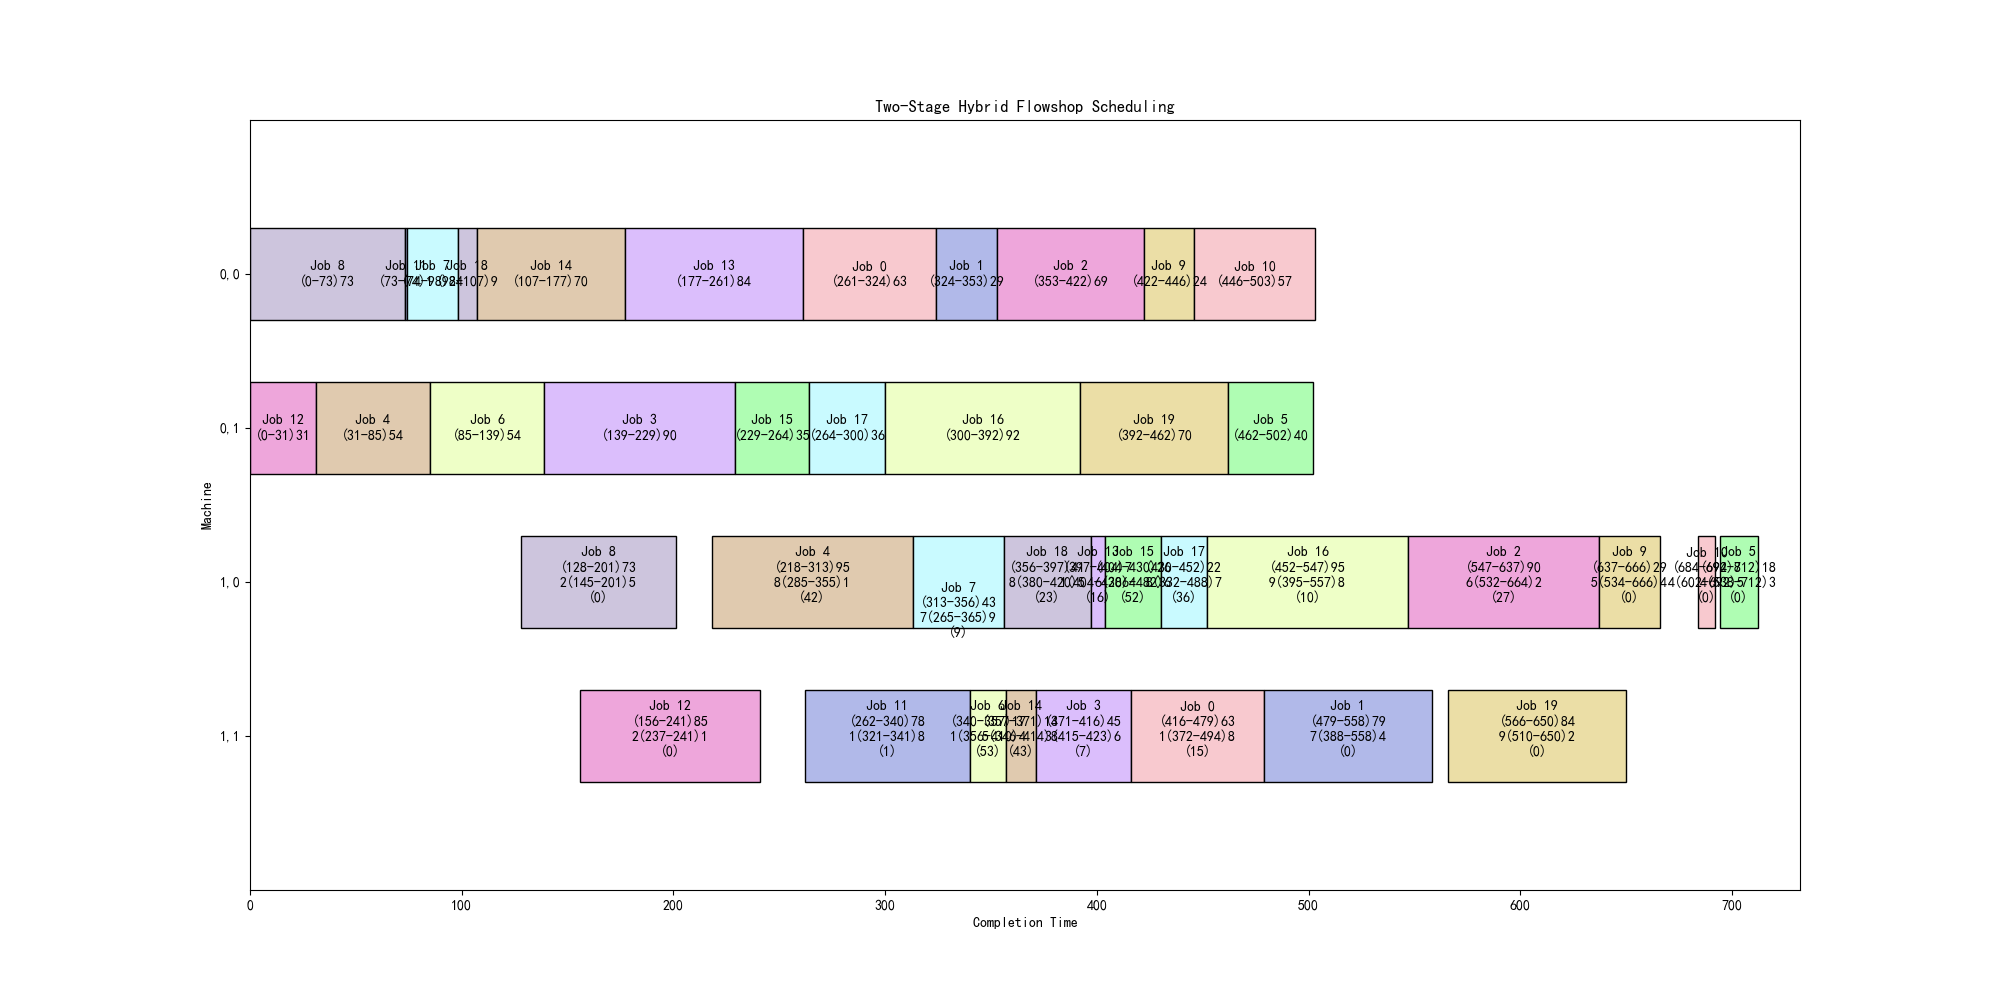 Two-Stage Hybrid Flowshop Scheduling
0,0
Job 8
(0-73)73
Job 7
Job 14
(107-177)70
Job 13
(177-261)84
Job 0
(261-324)63
Job 1
(324-353)29
Job 2
(353-422)69
Job 9
(422-446)24
Job 10
(446-503)57
0,1
Job 12
(0-31)31
Job 4
(31-85)54
Job 6
(85-139)54
Job 3
(139-229)90
Job 15
(229-264)35
Job 17
(264-300)36
Job 16
(300-392)92
Job 19
(392-462)70
Job 5
(462-502)40
1,0
Job 8
(128-201)73
2(145-201)5
(0)
Job 4
(218-313)95
8(285-355)1
(42)
Job 7
(313-356)43
7(265-365)9
(9)
Job 18
(23)
(16)
Job 15
(52)
Job 17
(36)
Job 16
(452-547)95
9(395-557)8
(10)
Job 2
(547-637)90
6(532-664)2
(27)
Job 9
(637-666)29
(0)
Job 10
(0)
Job 5
(0)
1,1
Job 12
(156-241)85
2(237-241)1
(0)
Job 11
(262-340)78
1(321-341)8
(1)
Job 6
(53)
Job 14
(43)
Job 3
(7)
Job 0
(416-479)63
1(372-494)8
(15)
Job 1
(479-558)79
7(388-558)4
(0)
Job 19
(566-650)84
9(510-650)2
(0)
Machine
0
100
200
300
400
500
600
700
Completion Time